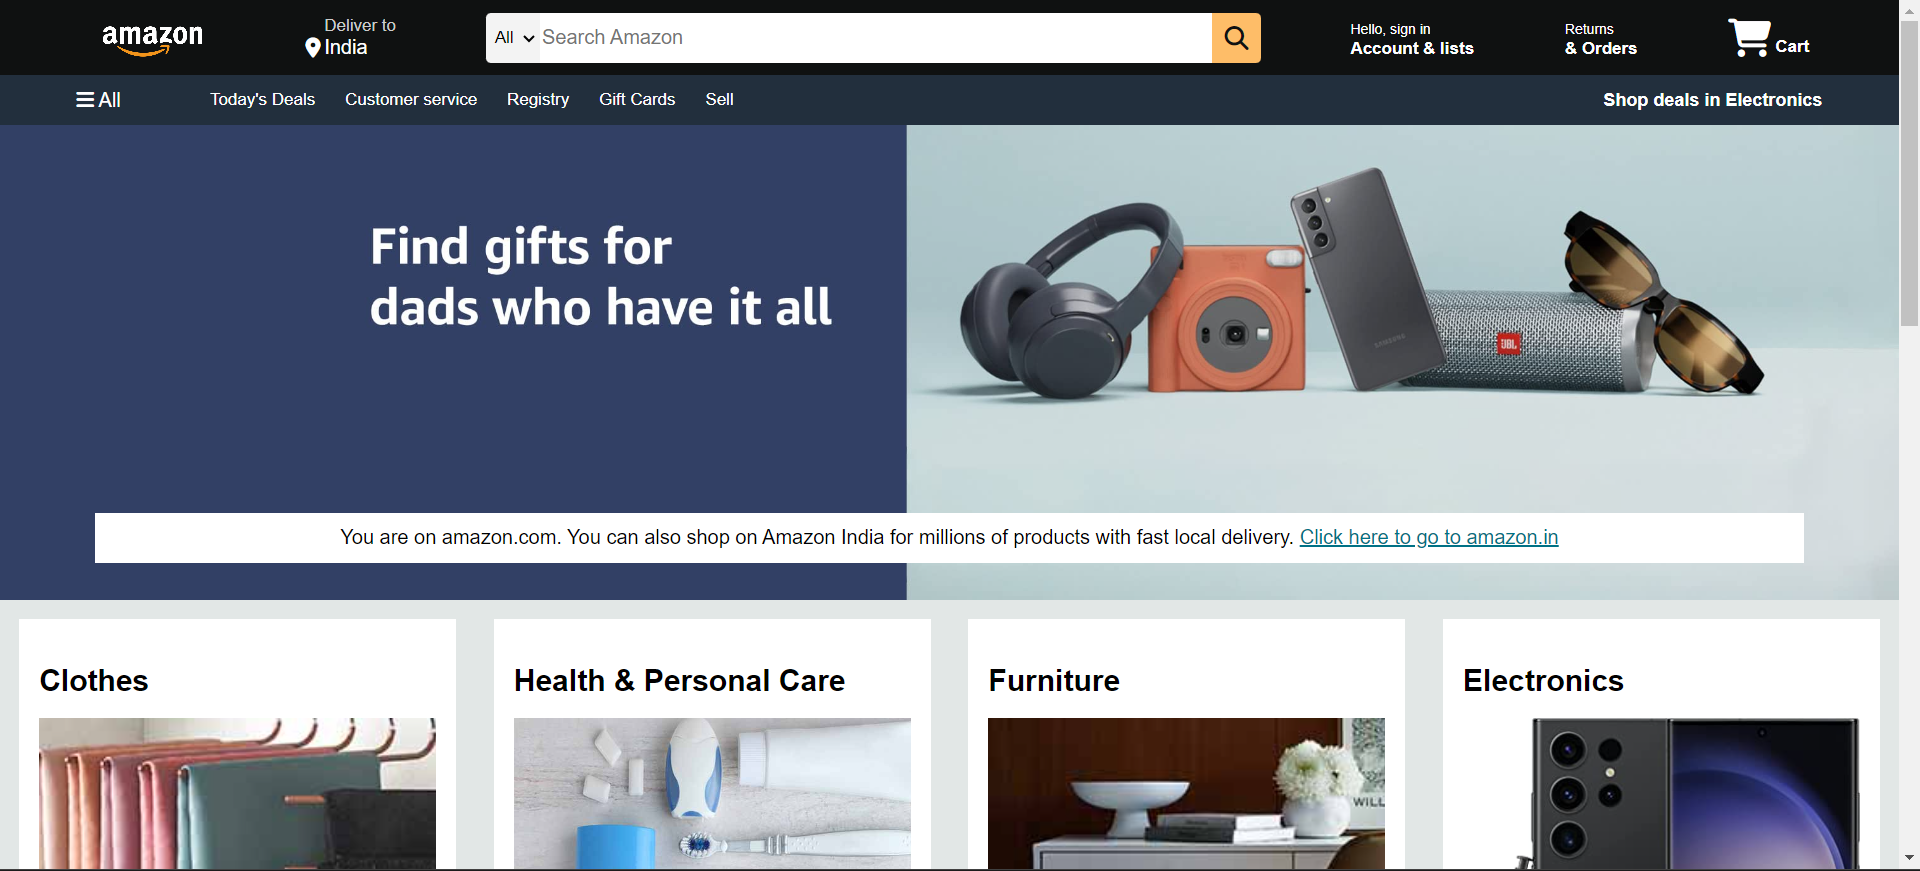 amazon
Deliver to
India
All
Search Amazon
Hello, sign in
Account & lists
Returns
& Orders
Cart
All
Today's Deals
Customer service
Registry
Gift Cards
Sell
Shop deals in Electronics
Find gifts for
dads who have it all
SAMSUNG
JBL
You are on amazon.com. You can also shop on Amazon India for millions of products with fast local delivery. Click here to go to amazon.in
Clothes
Health & Personal Care
Furniture
Electronics
WILL